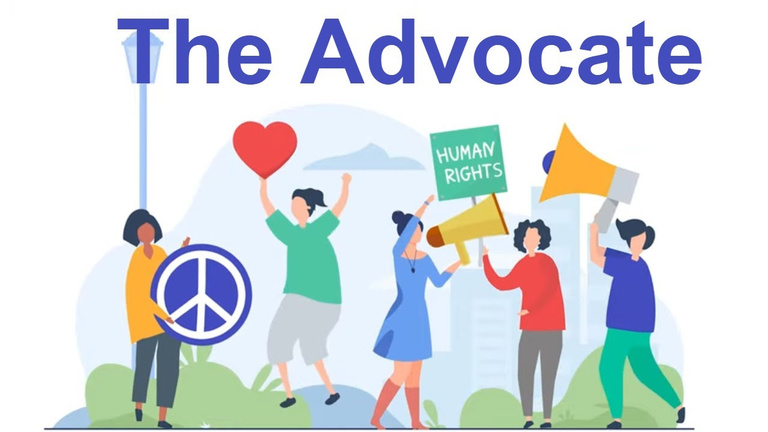 The Advocate
HUMAN
RIGHTS